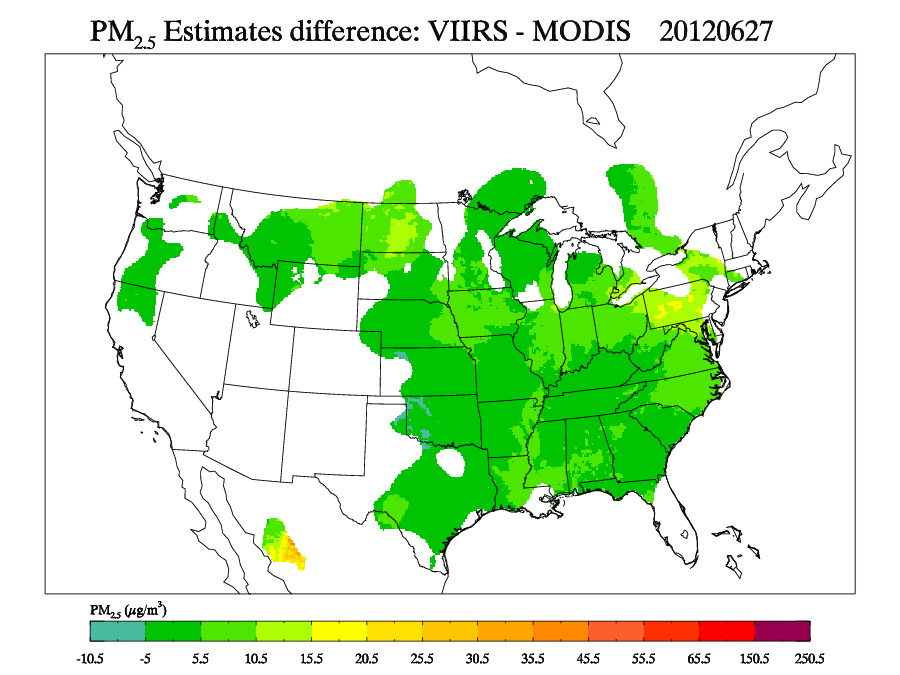 PM2.5 Estimates difference: VIIRS - MODIS 20120627
PM2.5 (μg/m³)
-10.5 -5 5.5 10.5 15.5 20.5 25.5 30.5 35.5 45.5 55.5 65.5 150.5 250.5